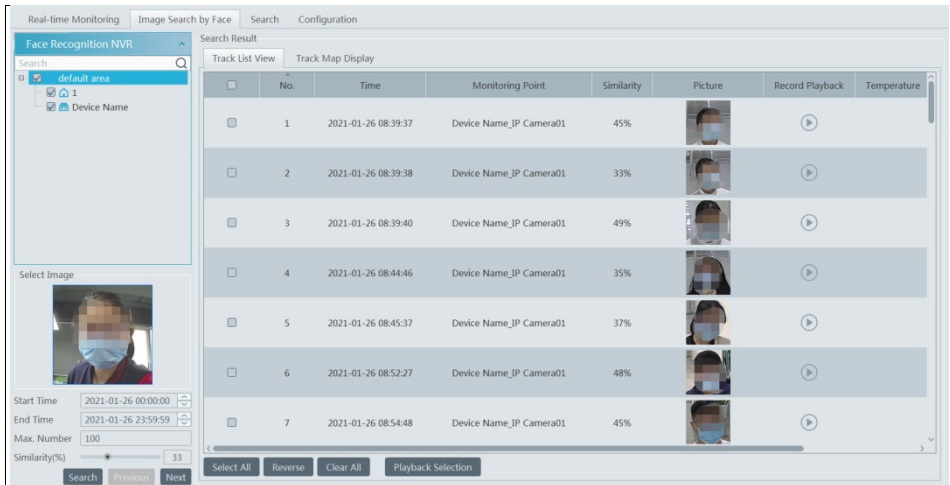 Real-time Monitoring Image Search by Face Search Configuration
Face Recognition NVR
Search
default area
1
Device Name
Select Image
Start Time 2021-01-26 00:00:00
End Time 2021-01-26 23:59:59
Max. Number 100
Similarity(%) 33
Search Previous Next
Search Result
Track List View Track Map Display
No. Time Monitoring Point Similarity Picture Record Playback Temperature
1 2021-01-26 08:39:37 Device Name_IP Camera01 45%
2 2021-01-26 08:39:38 Device Name_IP Camera01 33%
3 2021-01-26 08:39:40 Device Name_IP Camera01 49%
4 2021-01-26 08:44:46 Device Name_IP Camera01 35%
5 2021-01-26 08:45:37 Device Name_IP Camera01 37%
6 2021-01-26 08:52:27 Device Name_IP Camera01 48%
7 2021-01-26 08:54:48 Device Name_IP Camera01 45%
Select All Reverse Clear All Playback Selection